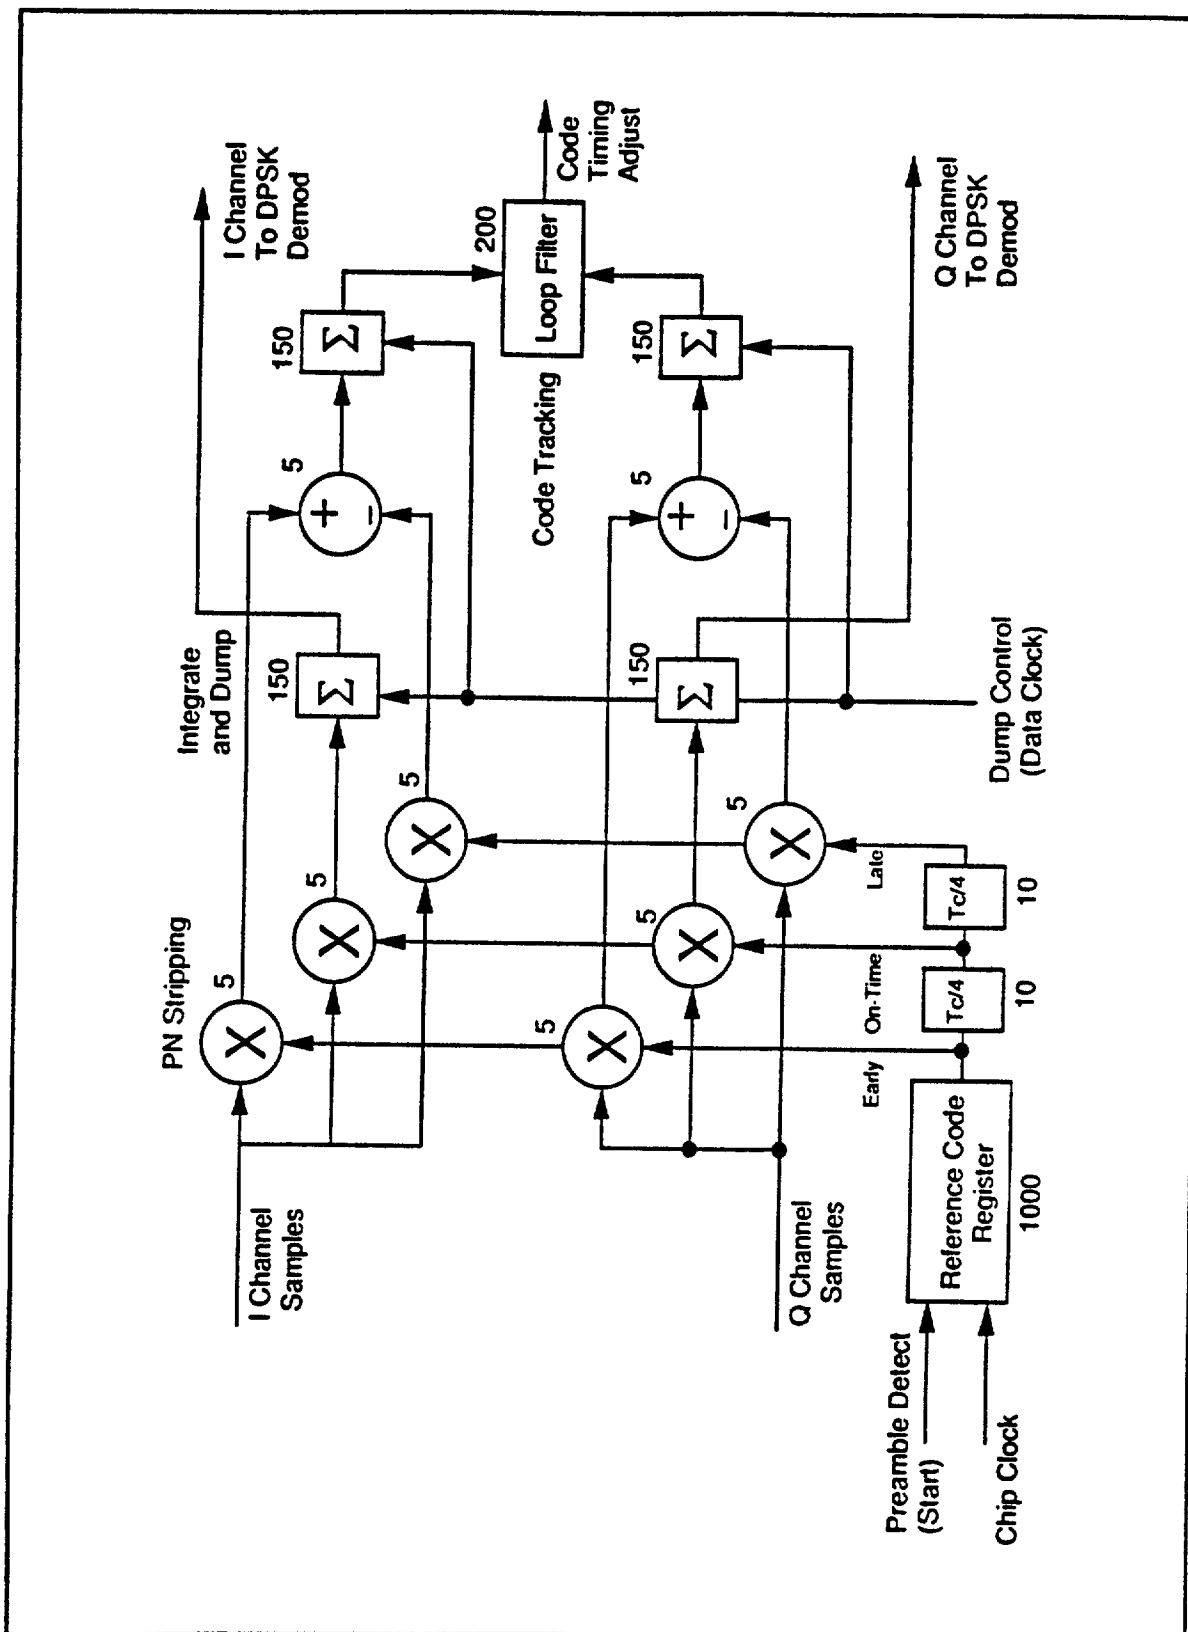 I Channel
To DPSK
Demod
Integrate
and Dump
PN Stripping
5
5
5
5
150
150
Σ
Σ
X
X
X
+
−
I Channel
Samples
200
Loop Filter
Code
Timing
Adjust
Code Tracking
5
5
5
5
150
150
Σ
Σ
X
X
X
+
−
Q Channel
To DPSK
Demod
Q Channel
Samples
Early
On-Time
Late
Tc/4
Tc/4
10
10
Reference Code
Register
1000
Preamble Detect
(Start)
Chip Clock
Dump Control
(Data Clock)